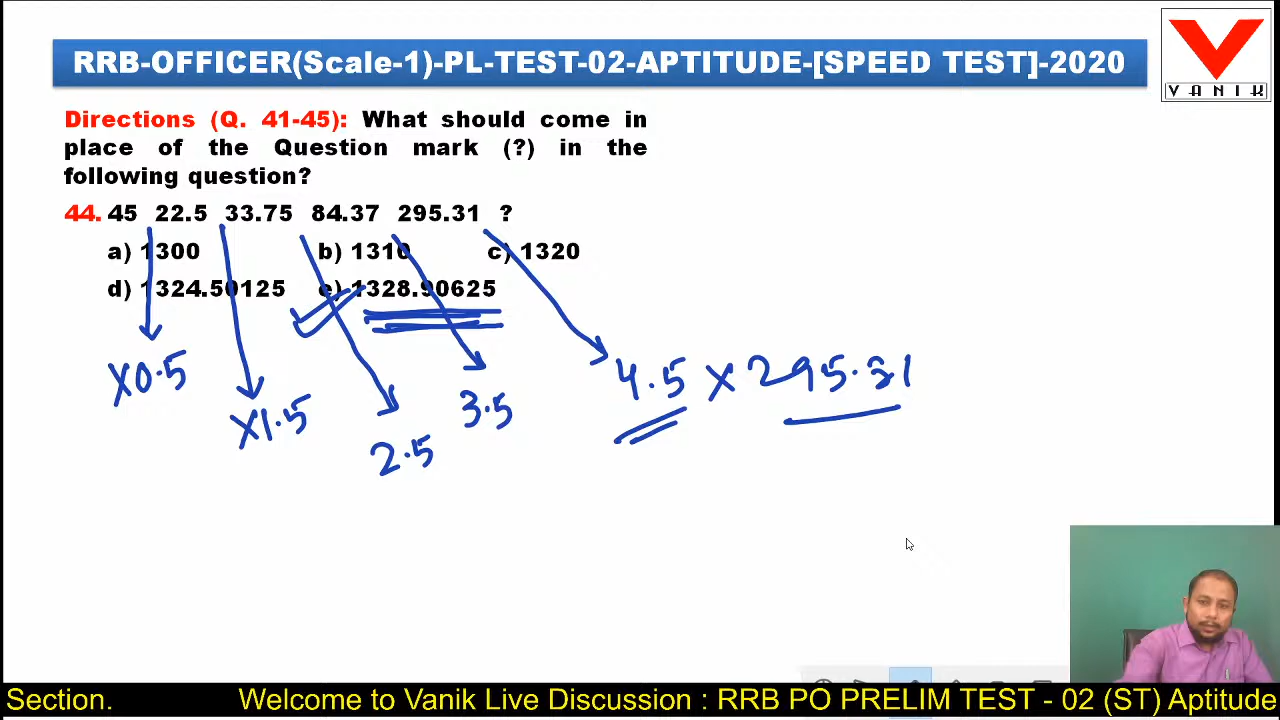 RRB-OFFICER(Scale-1)-PL-TEST-02-APTITUDE-[SPEED TEST]-2020
VANIK
Directions (Q. 41-45): What should come in
place of the Question mark (?) in the
following question?
44. 45 22.5 33.75 84.37 295.31 ?
a) 1300 b) 1310 c) 1320
d) 1324.50125 e) 1328.90625
X0.5
X1.5
2.5
3.5
4.5 X 295.31
Section. Welcome to Vanik Live Discussion : RRB PO PRELIM TEST - 02 (ST) Aptitude